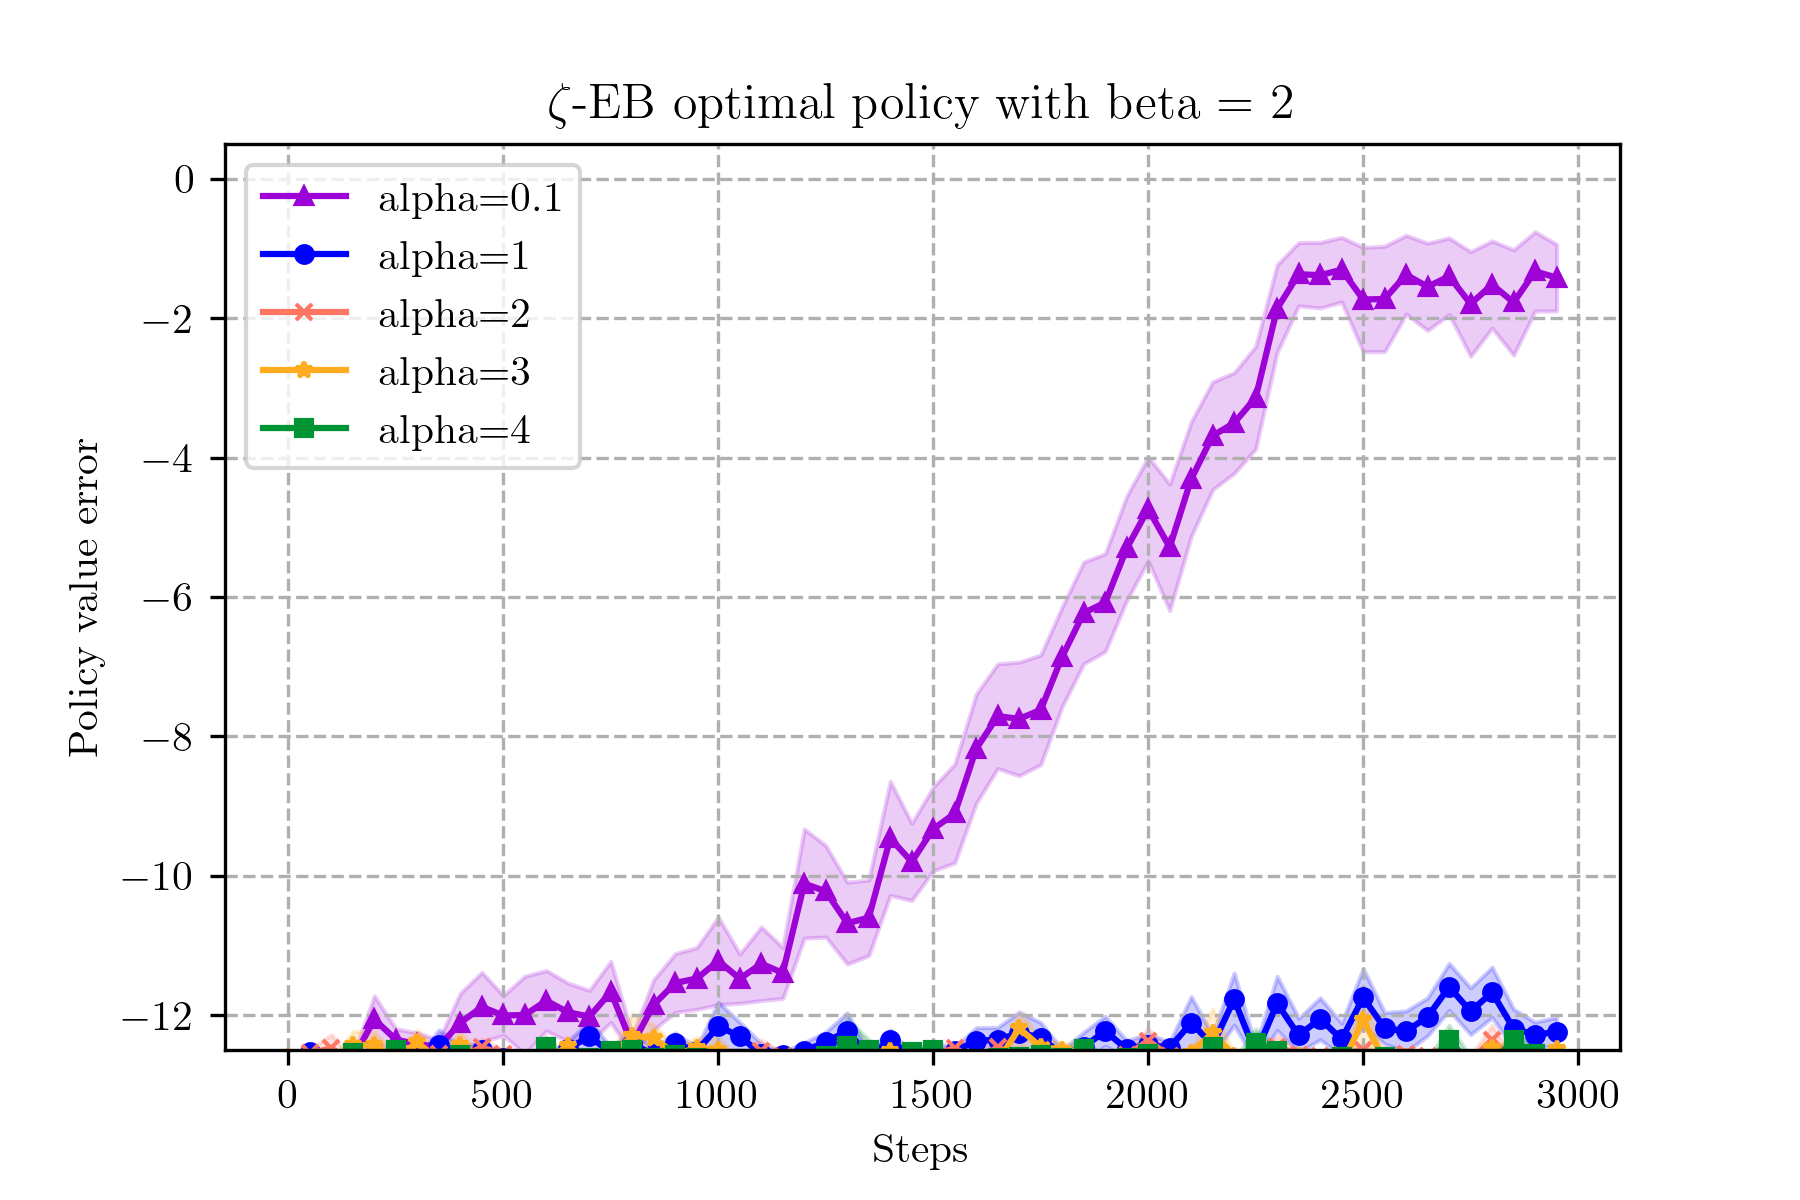 ζ-EB optimal policy with beta = 2
alpha=0.1
alpha=1
alpha=2
alpha=3
alpha=4
Policy value error
0
−2
−4
−6
−8
−10
−12
0 500 1000 1500 2000 2500 3000
Steps